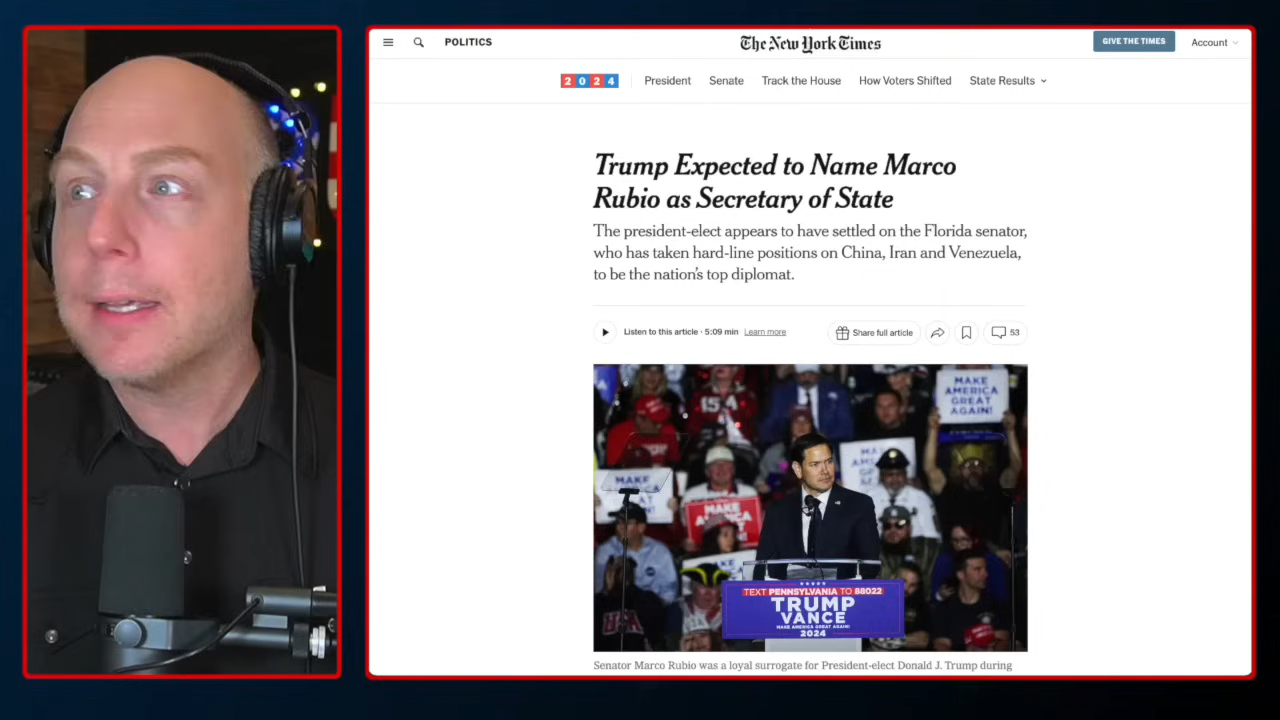 POLITICS
The New York Times
GIVE THE TIMES
Account
2024
President
Senate
Track the House
How Voters Shifted
State Results
Trump Expected to Name Marco
Rubio as Secretary of State
The president-elect appears to have settled on the Florida senator,
who has taken hard-line positions on China, Iran and Venezuela,
to be the nation's top diplomat.
Listen to this article · 5:09 min Learn more
Share full article
53
MAKE
AMERICA
GREAT
AGAIN!
TEXT PENNSYLVANIA TO 88022
TRUMP
VANCE
MAKE AMERICA GREAT AGAIN!
2024
Senator Marco Rubio was a loyal surrogate for President-elect Donald J. Trump during